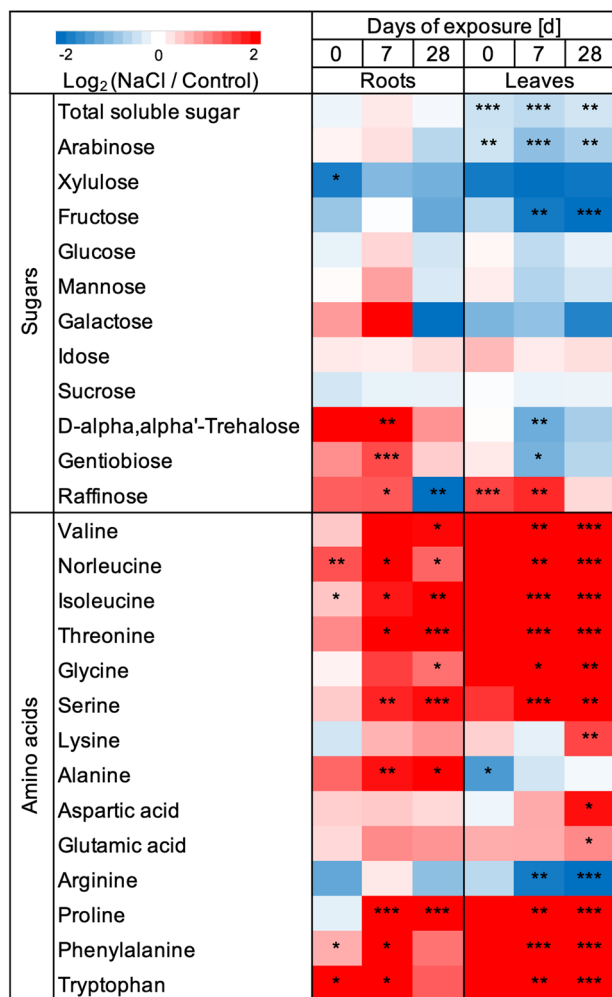 Days of exposure [d]
-2 0 2
0 7 28 0 7 28
Log₂ (NaCl / Control) Roots Leaves
Sugars
Total soluble sugar *** *** **
Arabinose ** *** **
Xylulose *
Fructose ** ***
Glucose
Mannose
Galactose
Idose
Sucrose
D-alpha,alpha'-Trehalose ** **
Gentiobiose *** *
Raffinose * ** *** **
Amino acids
Valine * ** ***
Norleucine ** * * ** ***
Isoleucine * * ** *** ***
Threonine * *** *** ***
Glycine * * **
Serine ** *** *** **
Lysine **
Alanine ** * *
Aspartic acid *
Glutamic acid *
Arginine ** ***
Proline *** *** ** ***
Phenylalanine * * *** ***
Tryptophan * * ** ***